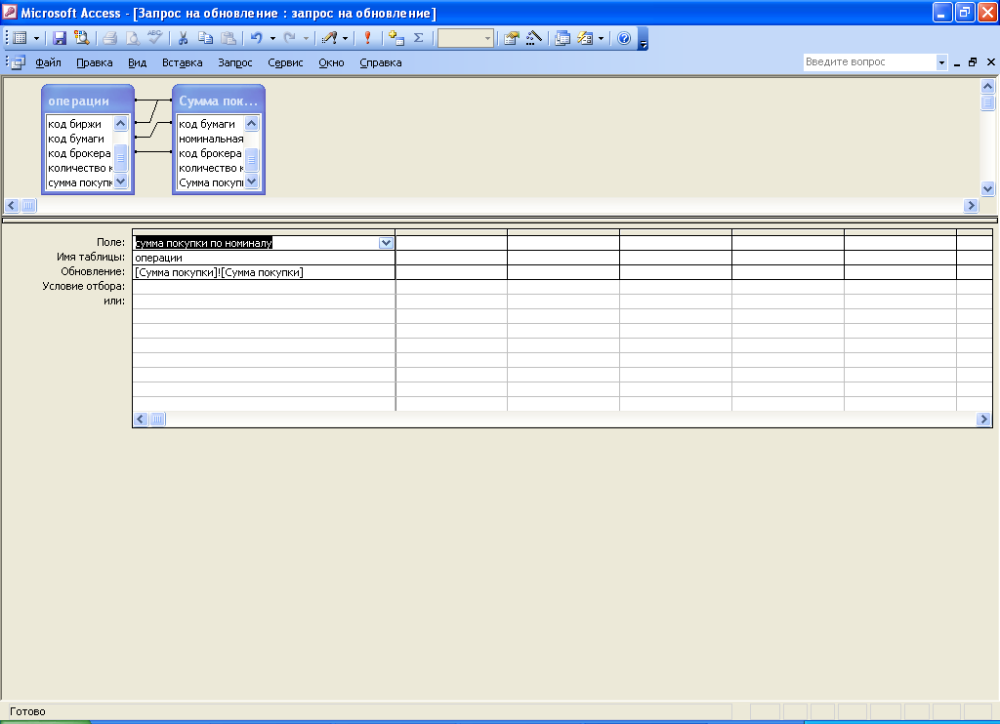 Microsoft Access - [Запрос на обновление : запрос на обновление]
Файл Правка Вид Вставка Запрос Сервис Окно Справка
Введите вопрос
операции
код биржи
код бумаги
код брокера
количество к
сумма покупк
Сумма пок...
код бумаги
номинальная
код брокера
количество к
Сумма покупк
Поле: сумма покупки по номиналу
Имя таблицы: операции
Обновление: [Сумма покупки]![Сумма покупки]
Условие отбора:
или:
Готово